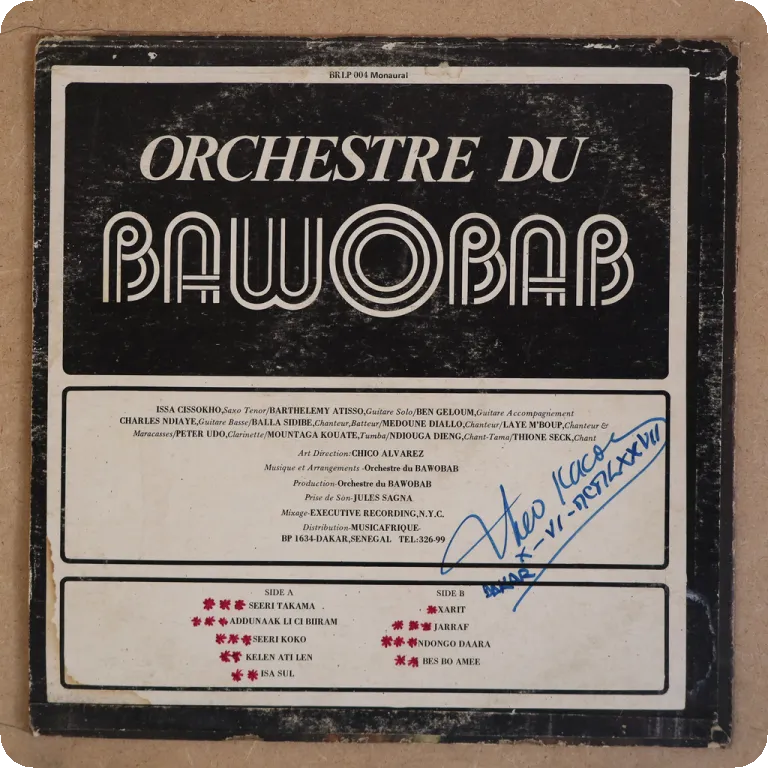 BRLP 004 Monaural
ORCHESTRE DU
BAWOBAB
ISSA CISSOKHO,Saxo Tenor/BARTHELEMY ATISSO,Guitare Solo/BEN GELOUM,Guitare Accompagnement
CHARLES NDIAYE,Guitare Basse/BALLA SIDIBE,Chanteur,Batteur/MEDOUNE DIALLO,Chanteur/LAYE M'BOUP,Chanteur &
Maracasses/PETER UDO,Clarinette/MOUNTAGA KOUATE,Tumba/NDIOUGA DIENG,Chant-Tama/THIONE SECK,Chant
Art Direction:CHICO ALVAREZ
Musique et Arrangements-Orchestre du BAWOBAB
Production-Orchestre du BAWOBAB
Prise de Son-JULES SAGNA
Mixage-EXECUTIVE RECORDING,N.Y.C.
Distribution-MUSICAFRIQUE-
BP 1634-DAKAR,SENEGAL TEL:326-99
Theo
X-VI-
DAKAR
SIDE A
SEERI TAKAMA
ADDUNAAK LI CI BIIRAM
SEERI KOKO
KELEN ATI LEN
ISA SUL
SIDE B
XARIT
JARRAF
NDONGO DAARA
BES BO AMEE